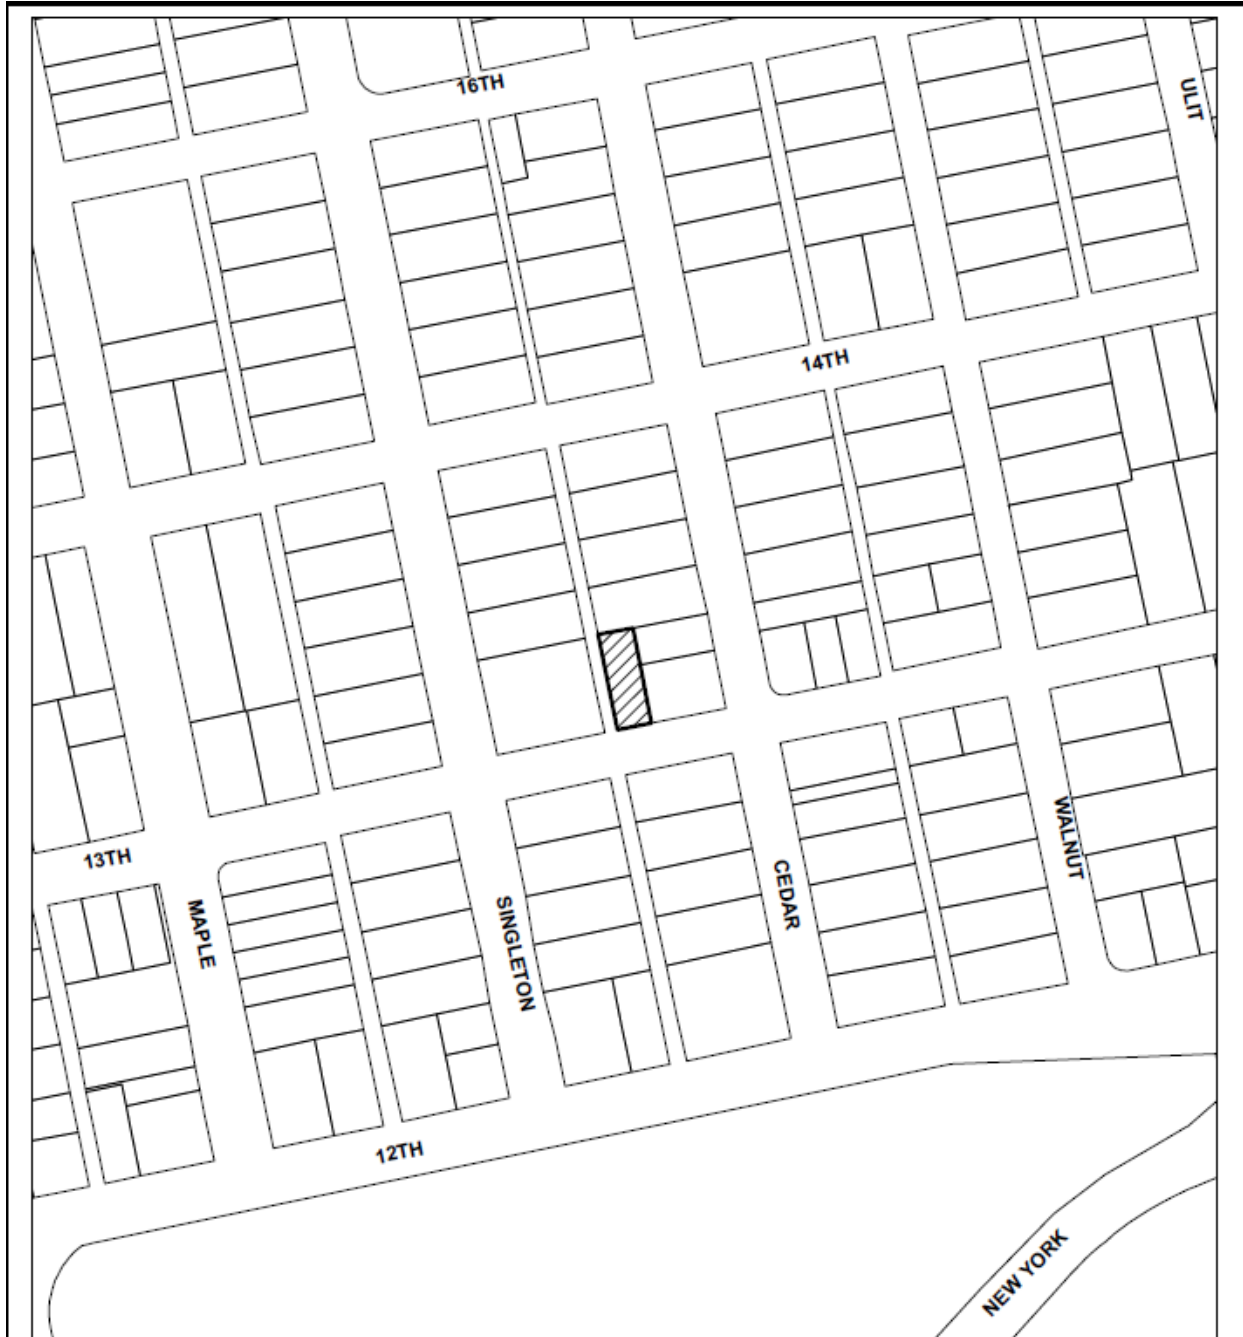 16TH
ULIT
14TH
13TH
MAPLE
SINGLETON
CEDAR
WALNUT
12TH
NEW YORK